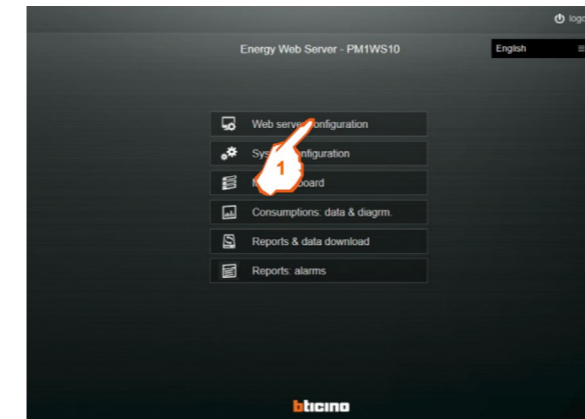 logo
Energy Web Server - PM1WS10
English
Web server configuration
System configuration
1
Consumptions: data & diagrm.
Reports & data download
Reports: alarms
bticino